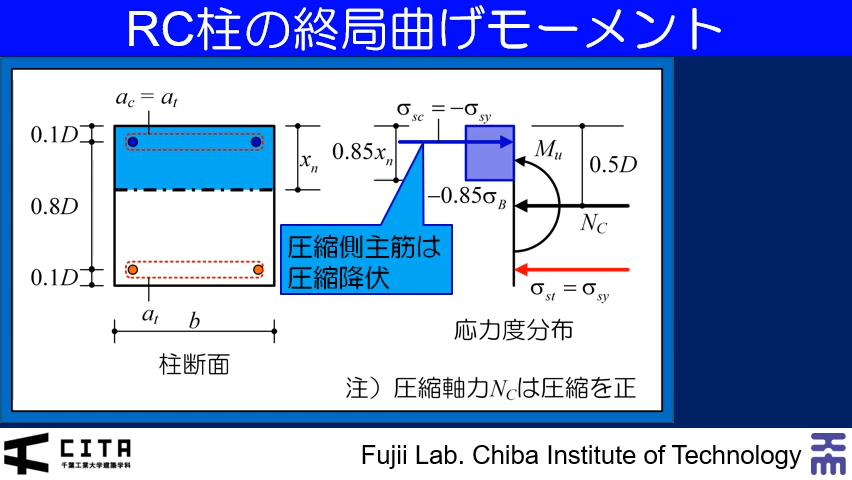 RC柱の終局曲げモーメント
a_c = a_t
0.1D
0.8D
0.1D
x_n
a_t
b
柱断面
σ_sc = −σ_sy
0.85x_n
M_u
0.5D
−0.85σ_B
N_C
圧縮側主筋は
圧縮降伏
σ_st = σ_sy
応力度分布
注）圧縮軸力N_Cは圧縮を正
CITA
千葉工業大学建築学科
Fujii Lab. Chiba Institute of Technology